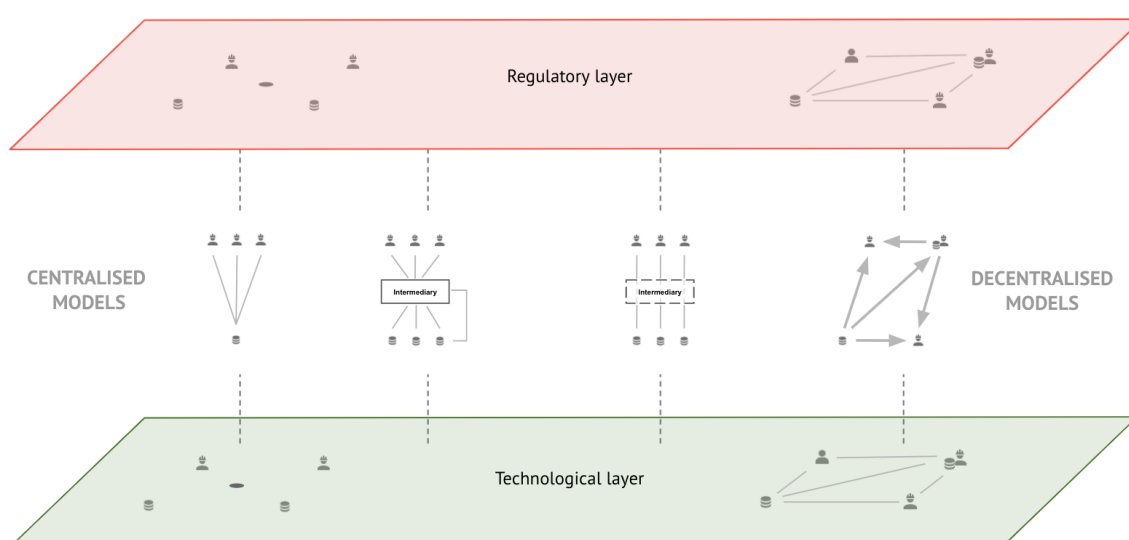 Regulatory layer
CENTRALISED
MODELS
Intermediary
Intermediary
DECENTRALISED
MODELS
Technological layer